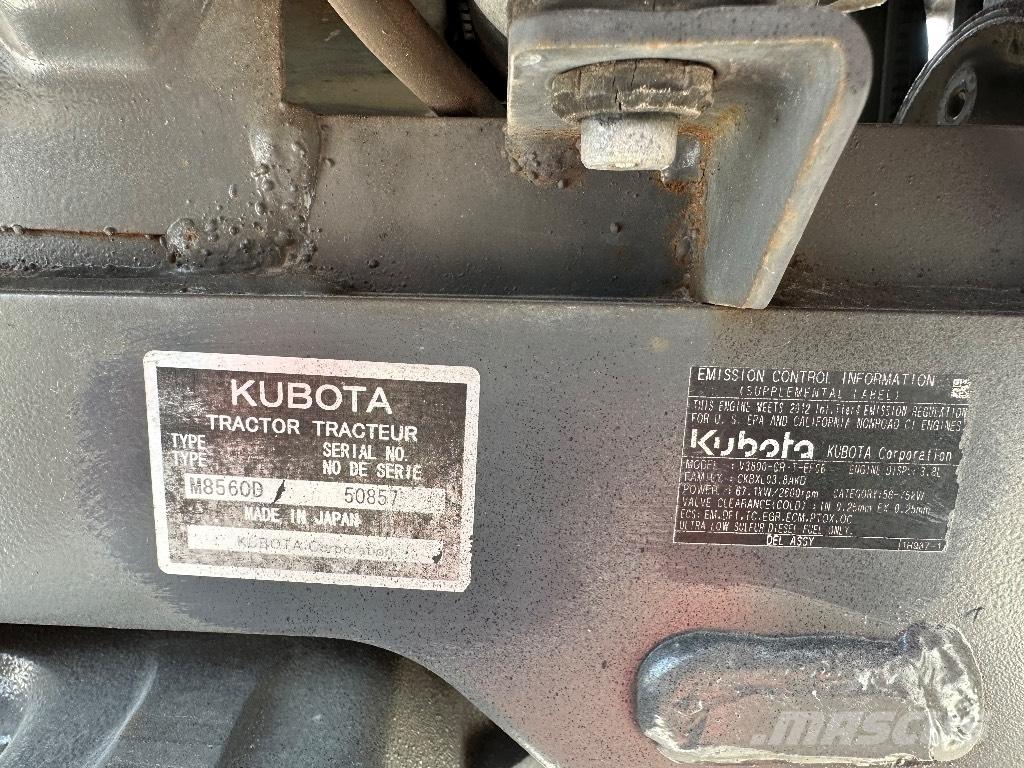 KUBOTA
TRACTOR TRACTEUR
TYPE SERIAL NO.
TYPE NO DE SERIE
M8560D 50857
MADE IN JAPAN
KUBOTA Corporation
EMISSION CONTROL INFORMATION
(SUPPLEMENTAL LABEL)
THIS ENGINE MEETS 2012 Int.Tier4 EMISSION REGULATION
FOR U. S. EPA AND CALIFORNIA NONROAD CI ENGINES
Kubota KUBOTA Corporation
MODEL : V3800-CR-T- ENGINE DISP.: 3.8L
FAMILY : CKBXL03.8AKD
POWER : 67.1kW/2600rpm CATEGORY:56-75kW
VALVE CLEARANCE(COLD) : IN 0.25mm EX 0.25mm
ECS: EM,DFI,TC,EGR,ECM,PTOX,OC
ULTRA LOW SULFUR DIESEL FUEL ONLY.
DEL ASSY
MASC